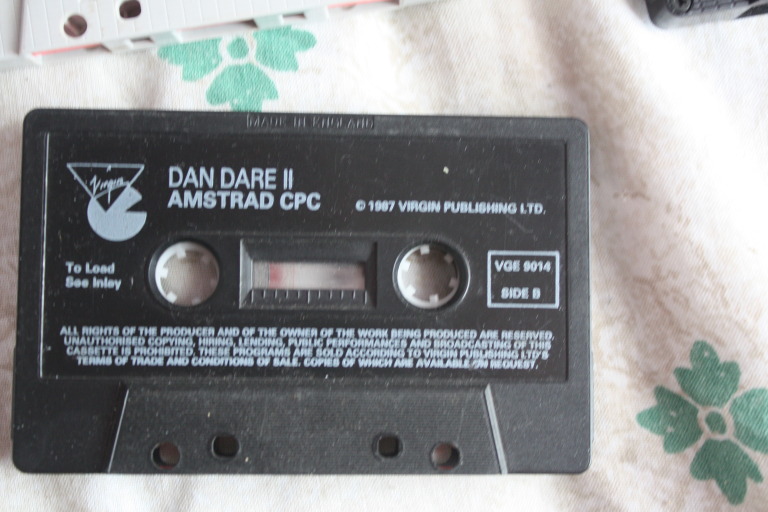 MADE IN ENGLAND
Virgin
DAN DARE II
AMSTRAD CPC
© 1987 VIRGIN PUBLISHING LTD.
To Load
See Inlay
VGE 9014
SIDE B
ALL RIGHTS OF THE PRODUCER AND OF THE OWNER OF THE WORK BEING PRODUCED ARE RESERVED.
UNAUTHORISED COPYING, HIRING, LENDING, PUBLIC PERFORMANCES AND BROADCASTING OF THIS
CASSETTE IS PROHIBITED. THESE PROGRAMS ARE SOLD ACCORDING TO VIRGIN PUBLISHING LTD'S
TERMS OF TRADE AND CONDITIONS OF SALE. COPIES OF WHICH ARE AVAILABLE ON REQUEST.